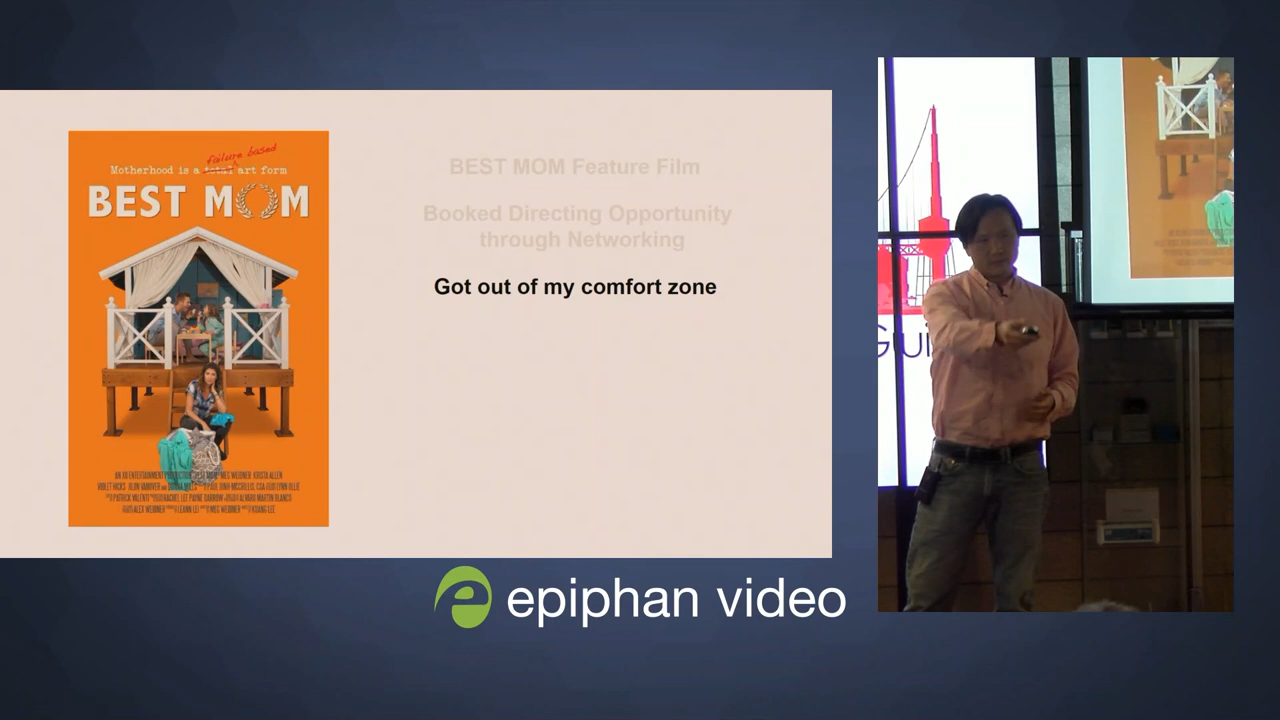 failure based
Motherhood is a total art form
BEST MOM
BEST MOM Feature Film
Booked Directing Opportunity
through Networking
Got out of my comfort zone
epiphan video